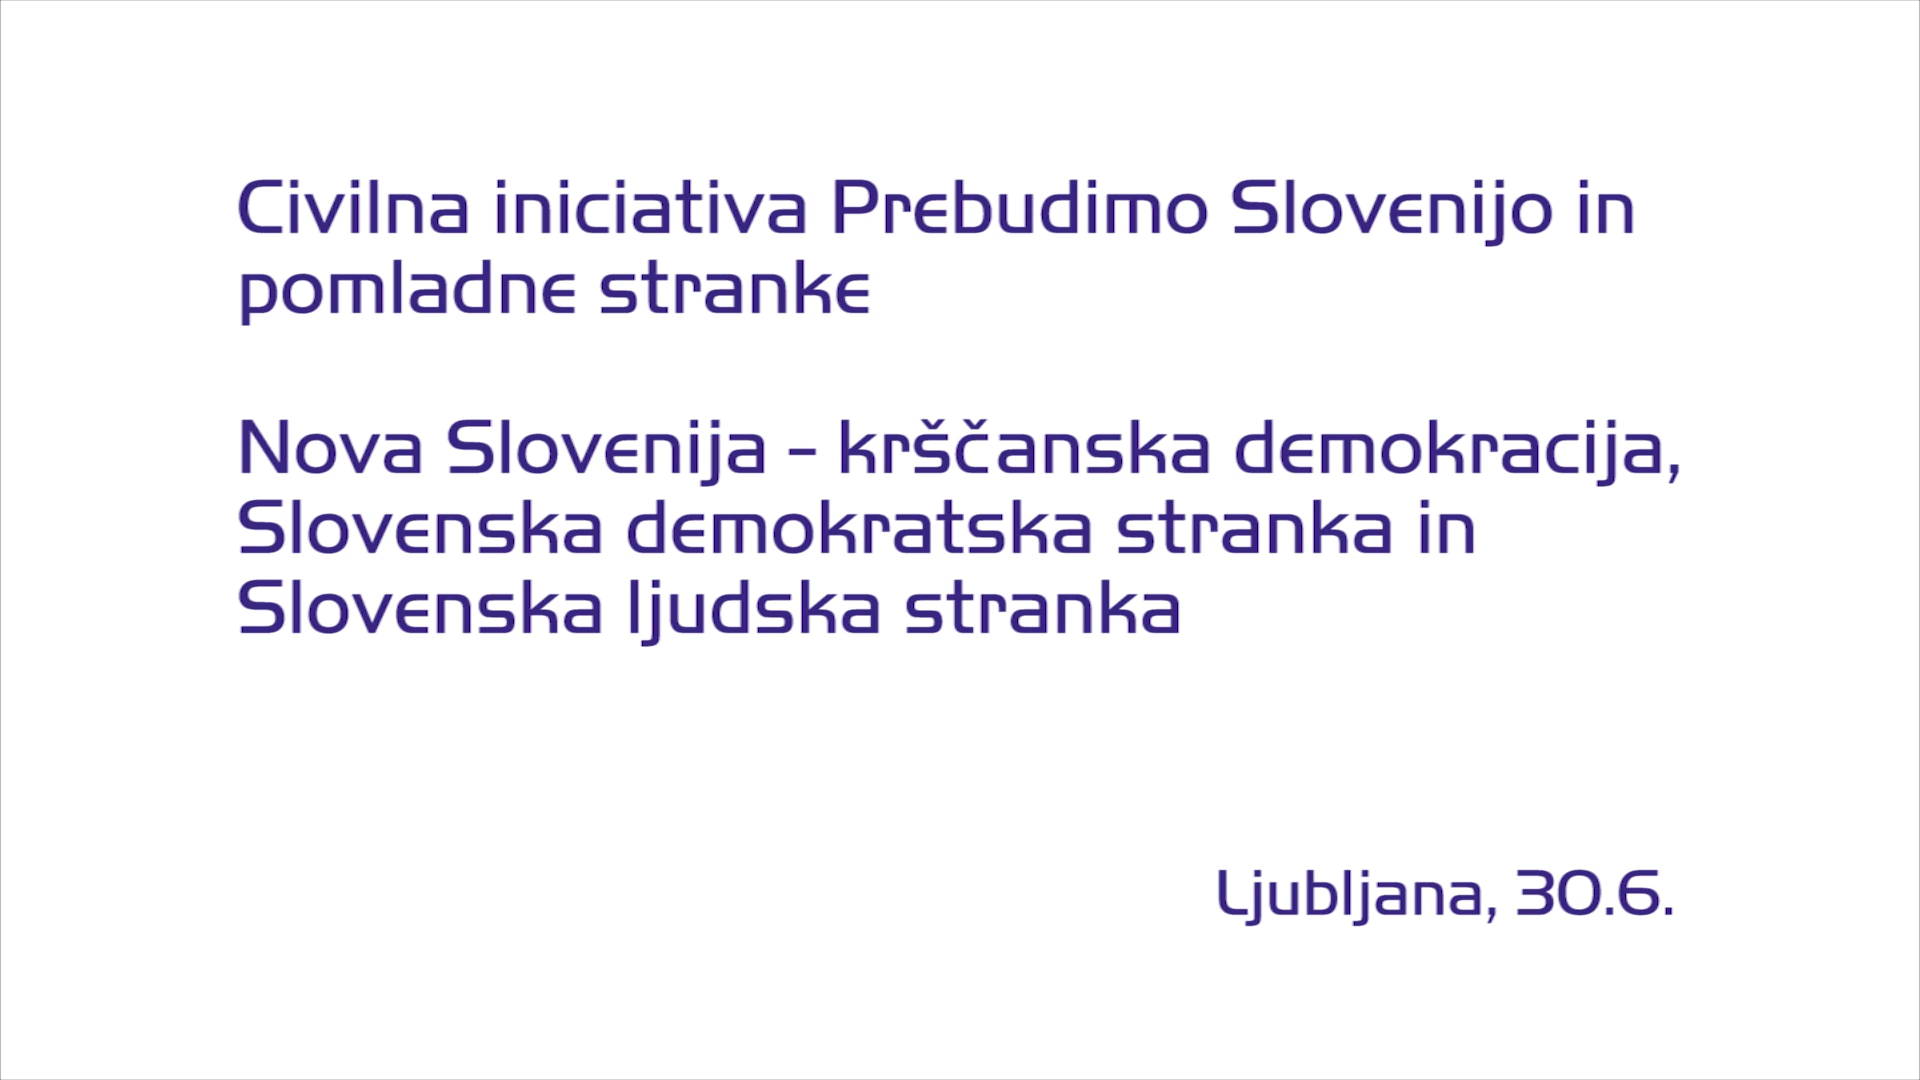 Civilna iniciativa Prebudimo Slovenijo in
pomladne stranke
Nova Slovenija - krščanska demokracija,
Slovenska demokratska stranka in
Slovenska ljudska stranka
Ljubljana, 30.6.